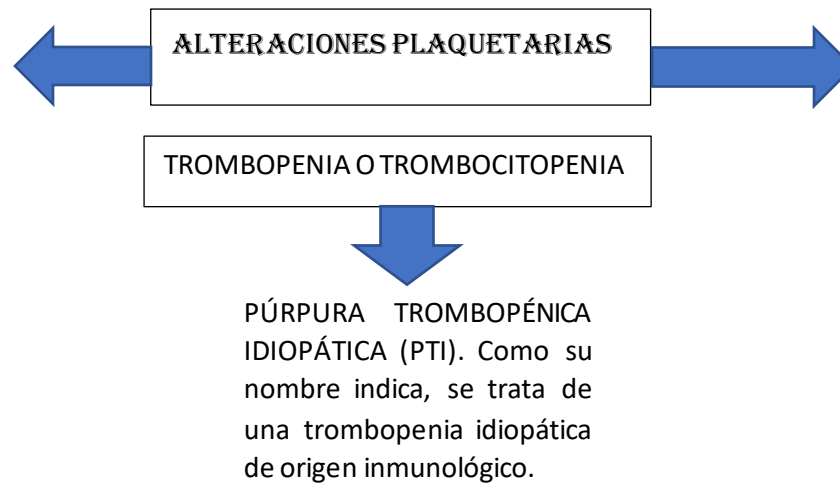 ALTERACIONES PLAQUETARIAS
TROMBOPENIA O TROMBOCITOPENIA
PÚRPURA TROMBOPÉNICA
IDIOPÁTICA (PTI). Como su
nombre indica, se trata de
una trombopenia idiopática
de origen inmunológico.